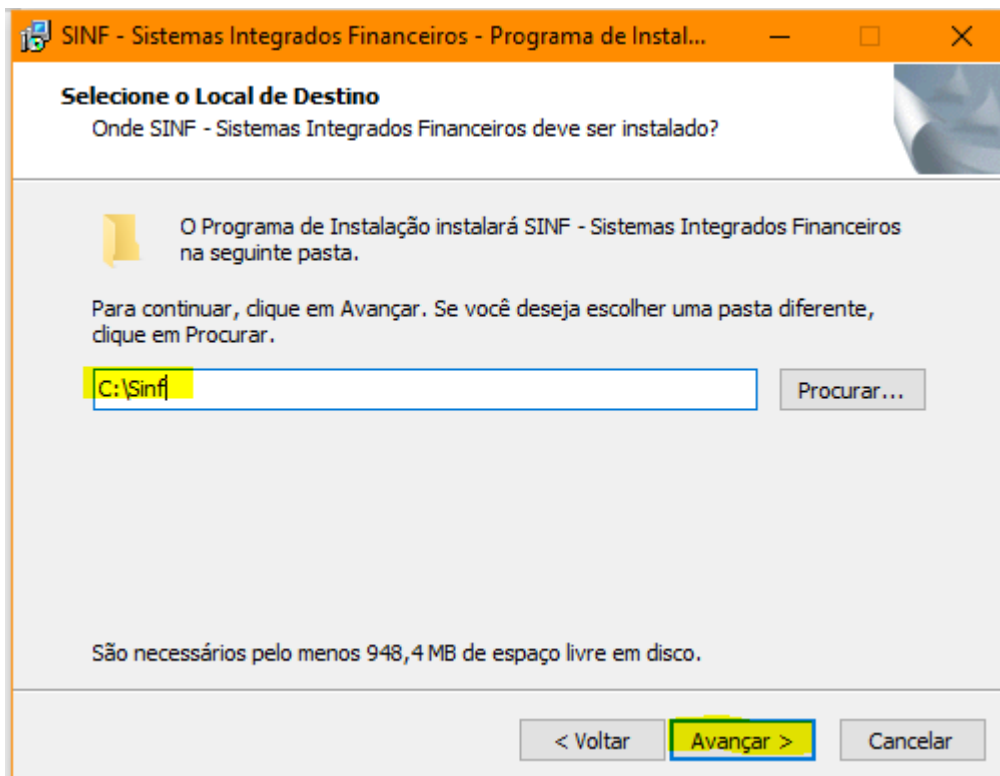 SINF - Sistemas Integrados Financeiros - Programa de Instal...
Selecione o Local de Destino
Onde SINF - Sistemas Integrados Financeiros deve ser instalado?
O Programa de Instalação instalará SINF - Sistemas Integrados Financeiros
na seguinte pasta.
Para continuar, clique em Avançar. Se você deseja escolher uma pasta diferente,
clique em Procurar.
C:\Sinf
Procurar...
São necessários pelo menos 948,4 MB de espaço livre em disco.
< Voltar
Avançar >
Cancelar